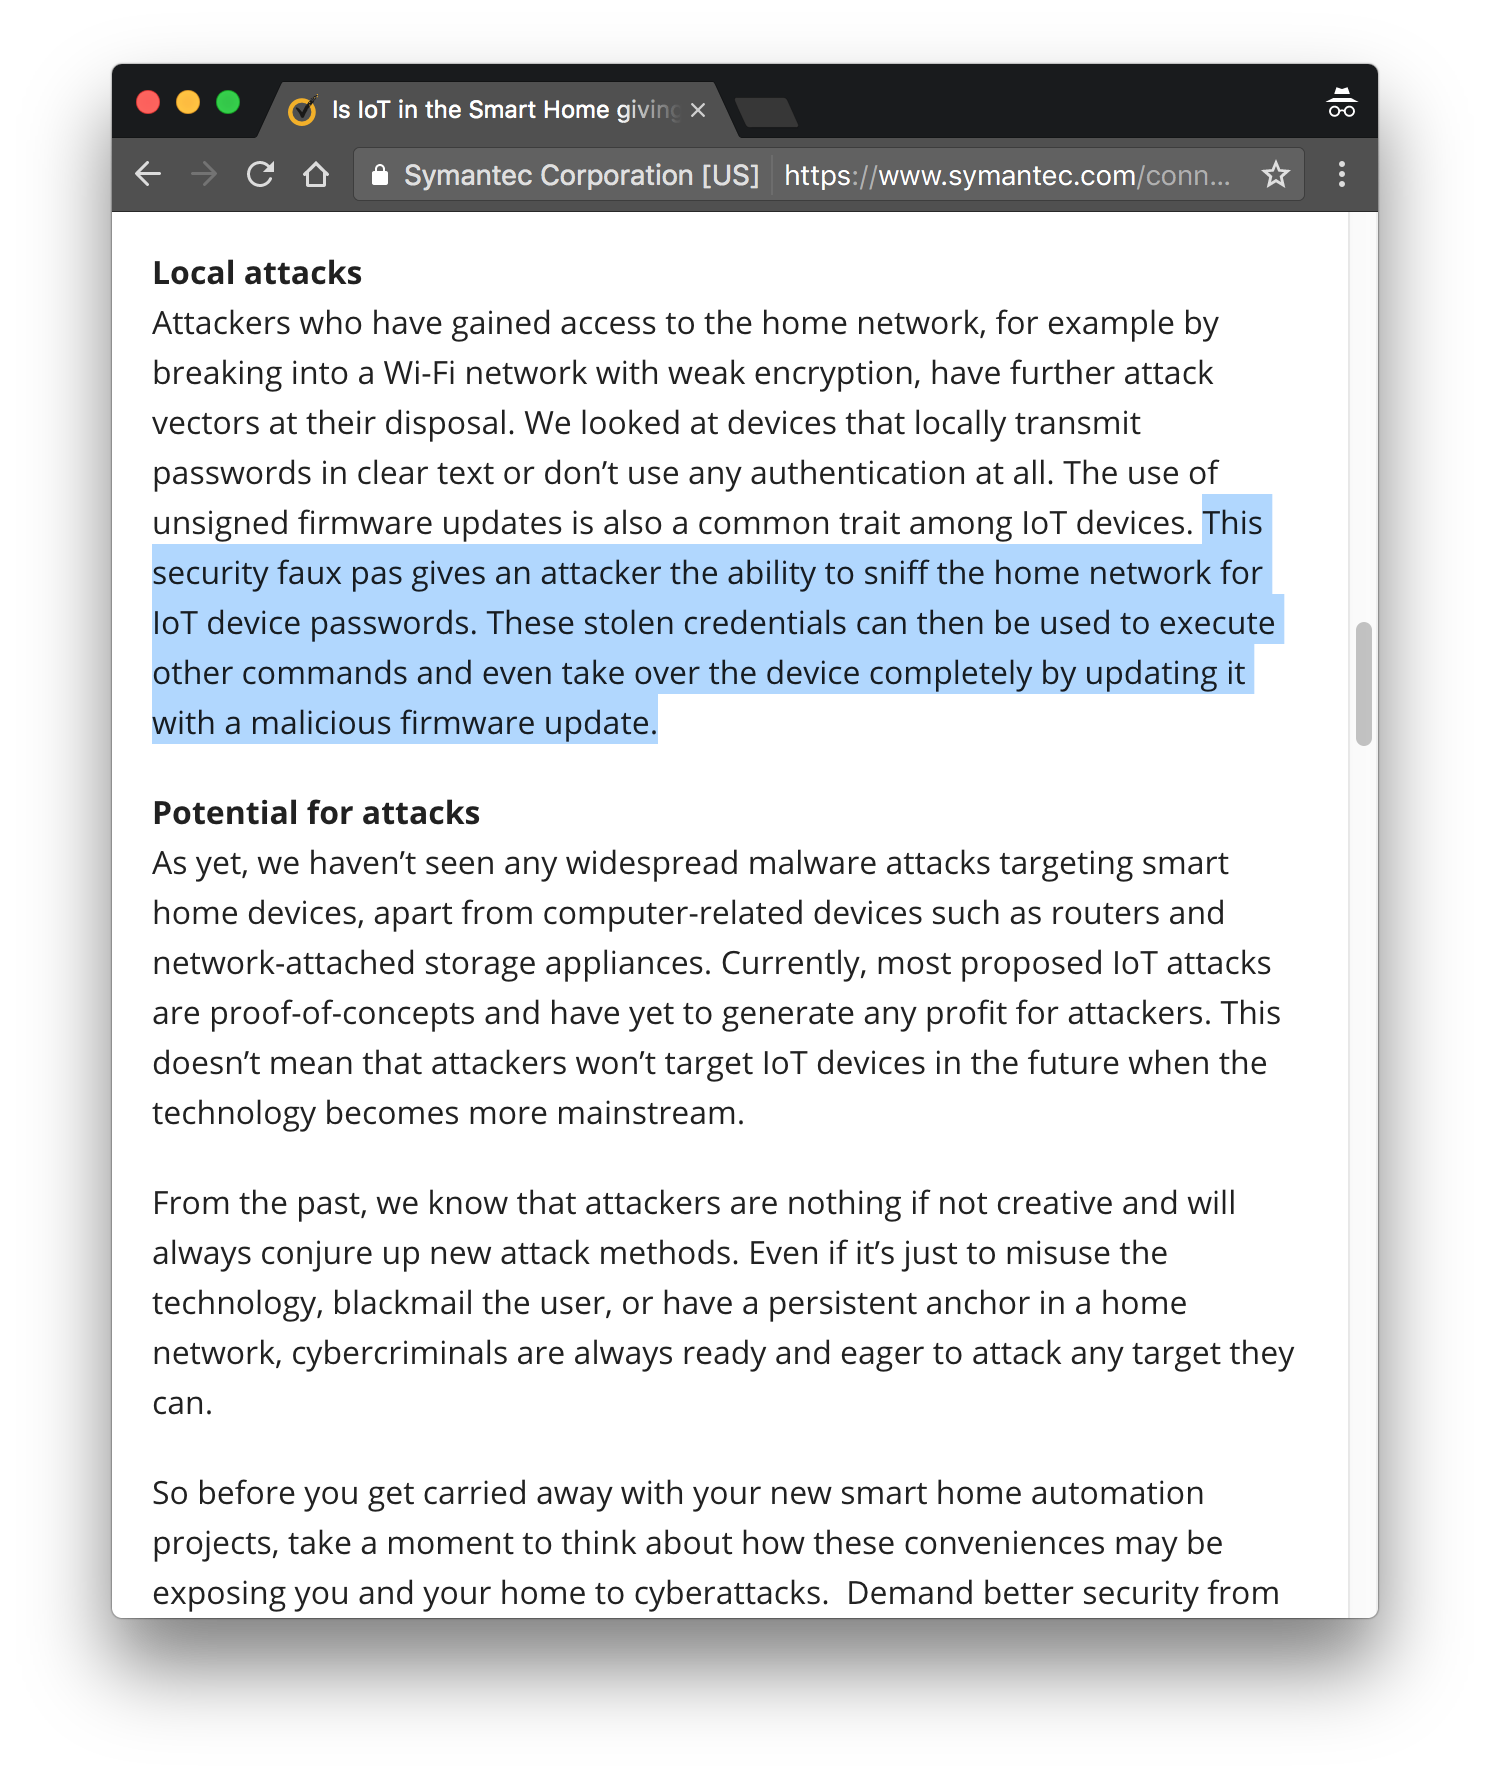 Is IoT in the Smart Home giving
Symantec Corporation [US] https://www.symantec.com/conn...
Local attacks
Attackers who have gained access to the home network, for example by
breaking into a Wi-Fi network with weak encryption, have further attack
vectors at their disposal. We looked at devices that locally transmit
passwords in clear text or don’t use any authentication at all. The use of
unsigned firmware updates is also a common trait among IoT devices. This
security faux pas gives an attacker the ability to sniff the home network for
IoT device passwords. These stolen credentials can then be used to execute
other commands and even take over the device completely by updating it
with a malicious firmware update.
Potential for attacks
As yet, we haven’t seen any widespread malware attacks targeting smart
home devices, apart from computer-related devices such as routers and
network-attached storage appliances. Currently, most proposed IoT attacks
are proof-of-concepts and have yet to generate any profit for attackers. This
doesn’t mean that attackers won’t target IoT devices in the future when the
technology becomes more mainstream.
From the past, we know that attackers are nothing if not creative and will
always conjure up new attack methods. Even if it’s just to misuse the
technology, blackmail the user, or have a persistent anchor in a home
network, cybercriminals are always ready and eager to attack any target they
can.
So before you get carried away with your new smart home automation
projects, take a moment to think about how these conveniences may be
exposing you and your home to cyberattacks.  Demand better security from